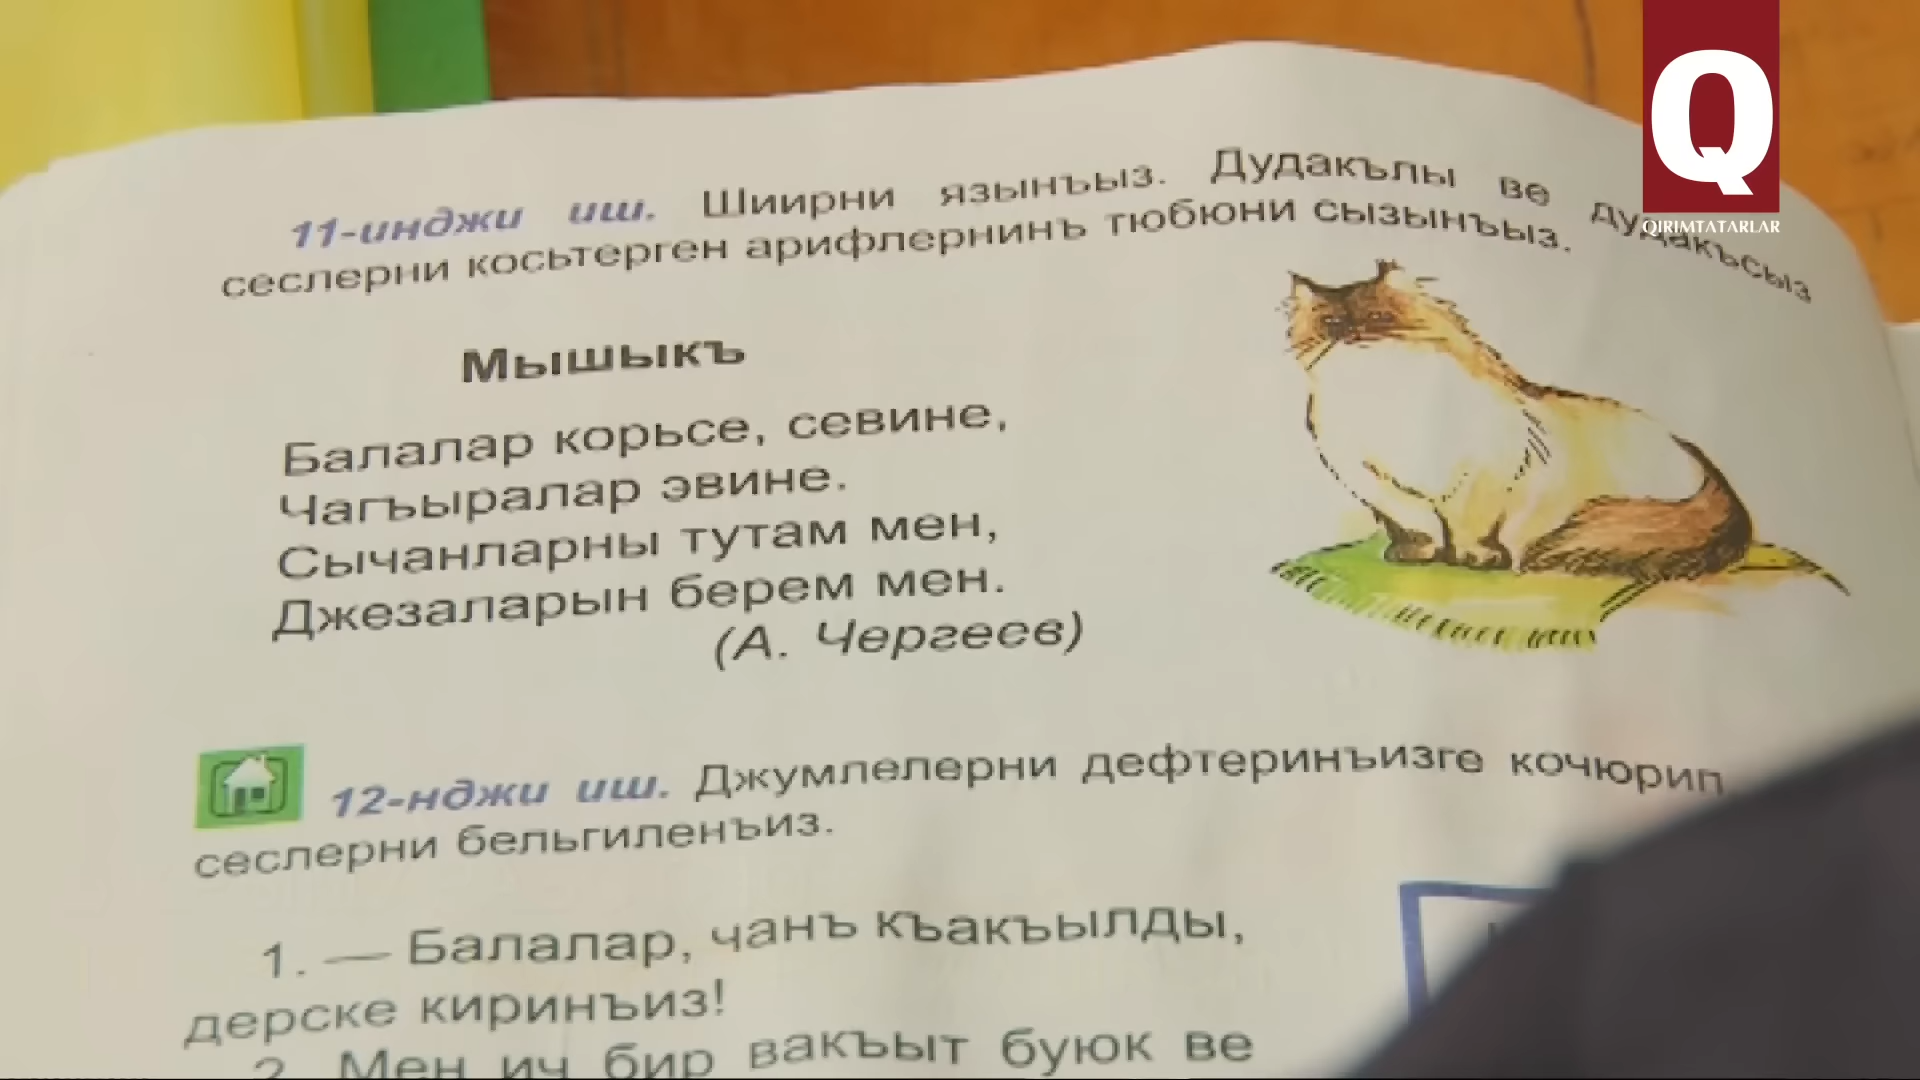 Q
QIRIMTATARLAR
11-инджи иш. Шиирни язынъыз. Дудакълы ве дудакъсыз
сеслерни косьтерген арифлернинъ тюбюни сызынъыз.
Мышыкъ
Балалар корьсе, севине,
Чагъыралар эвине.
Сычанларны тутам мен,
Джезаларын берем мен.
(А. Чергеев)
12-нджи иш. Джумлелерни дефтеринъизге кочюрип
сеслерни бельгиленъиз.
1. — Балалар, чанъ къакъылды,
дерске киринъиз!
2. Мен ич бир вакъыт буюк ве